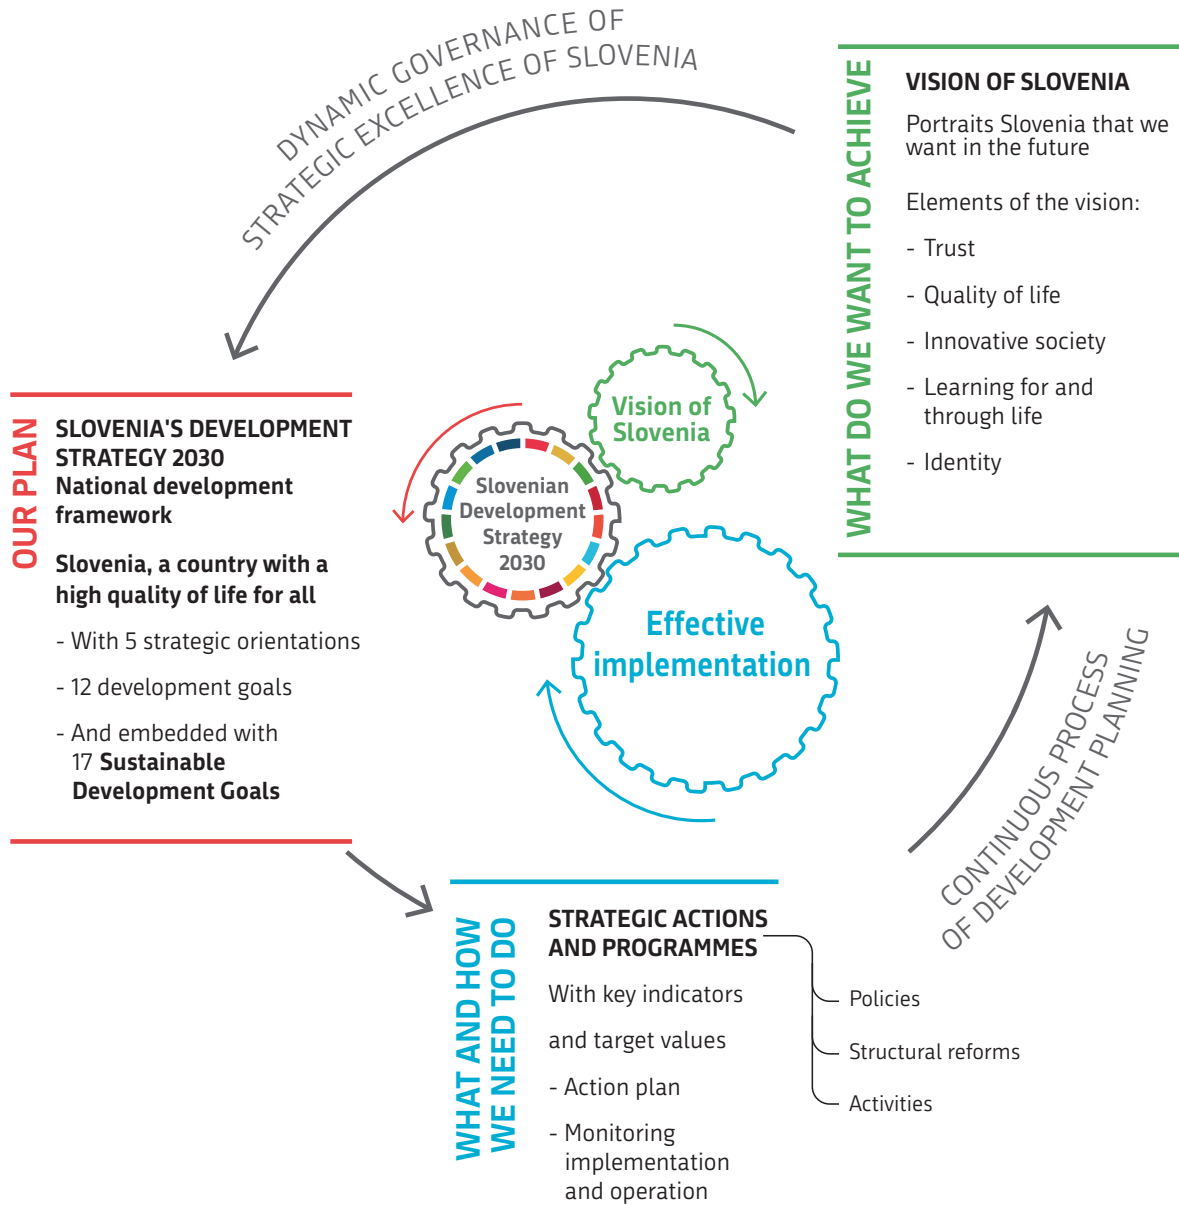 DYNAMIC GOVERNANCE OF
STRATEGIC EXCELLENCE OF SLOVENIA
WHAT DO WE WANT TO ACHIEVE
VISION OF SLOVENIA
Portraits Slovenia that we
want in the future
Elements of the vision:
- Trust
- Quality of life
- Innovative society
- Learning for and
through life
- Identity
OUR PLAN
SLOVENIA'S DEVELOPMENT
STRATEGY 2030
National development
framework
Slovenia, a country with a
high quality of life for all
- With 5 strategic orientations
- 12 development goals
- And embedded with
17 Sustainable
Development Goals
Vision of
Slovenia
Slovenian
Development
Strategy
2030
Effective
implementation
CONTINUOUS PROCESS
OF DEVELOPMENT PLANNING
WHAT AND HOW
WE NEED TO DO
STRATEGIC ACTIONS
AND PROGRAMMES
With key indicators
and target values
- Action plan
- Monitoring
implementation
and operation
Policies
Structural reforms
Activities